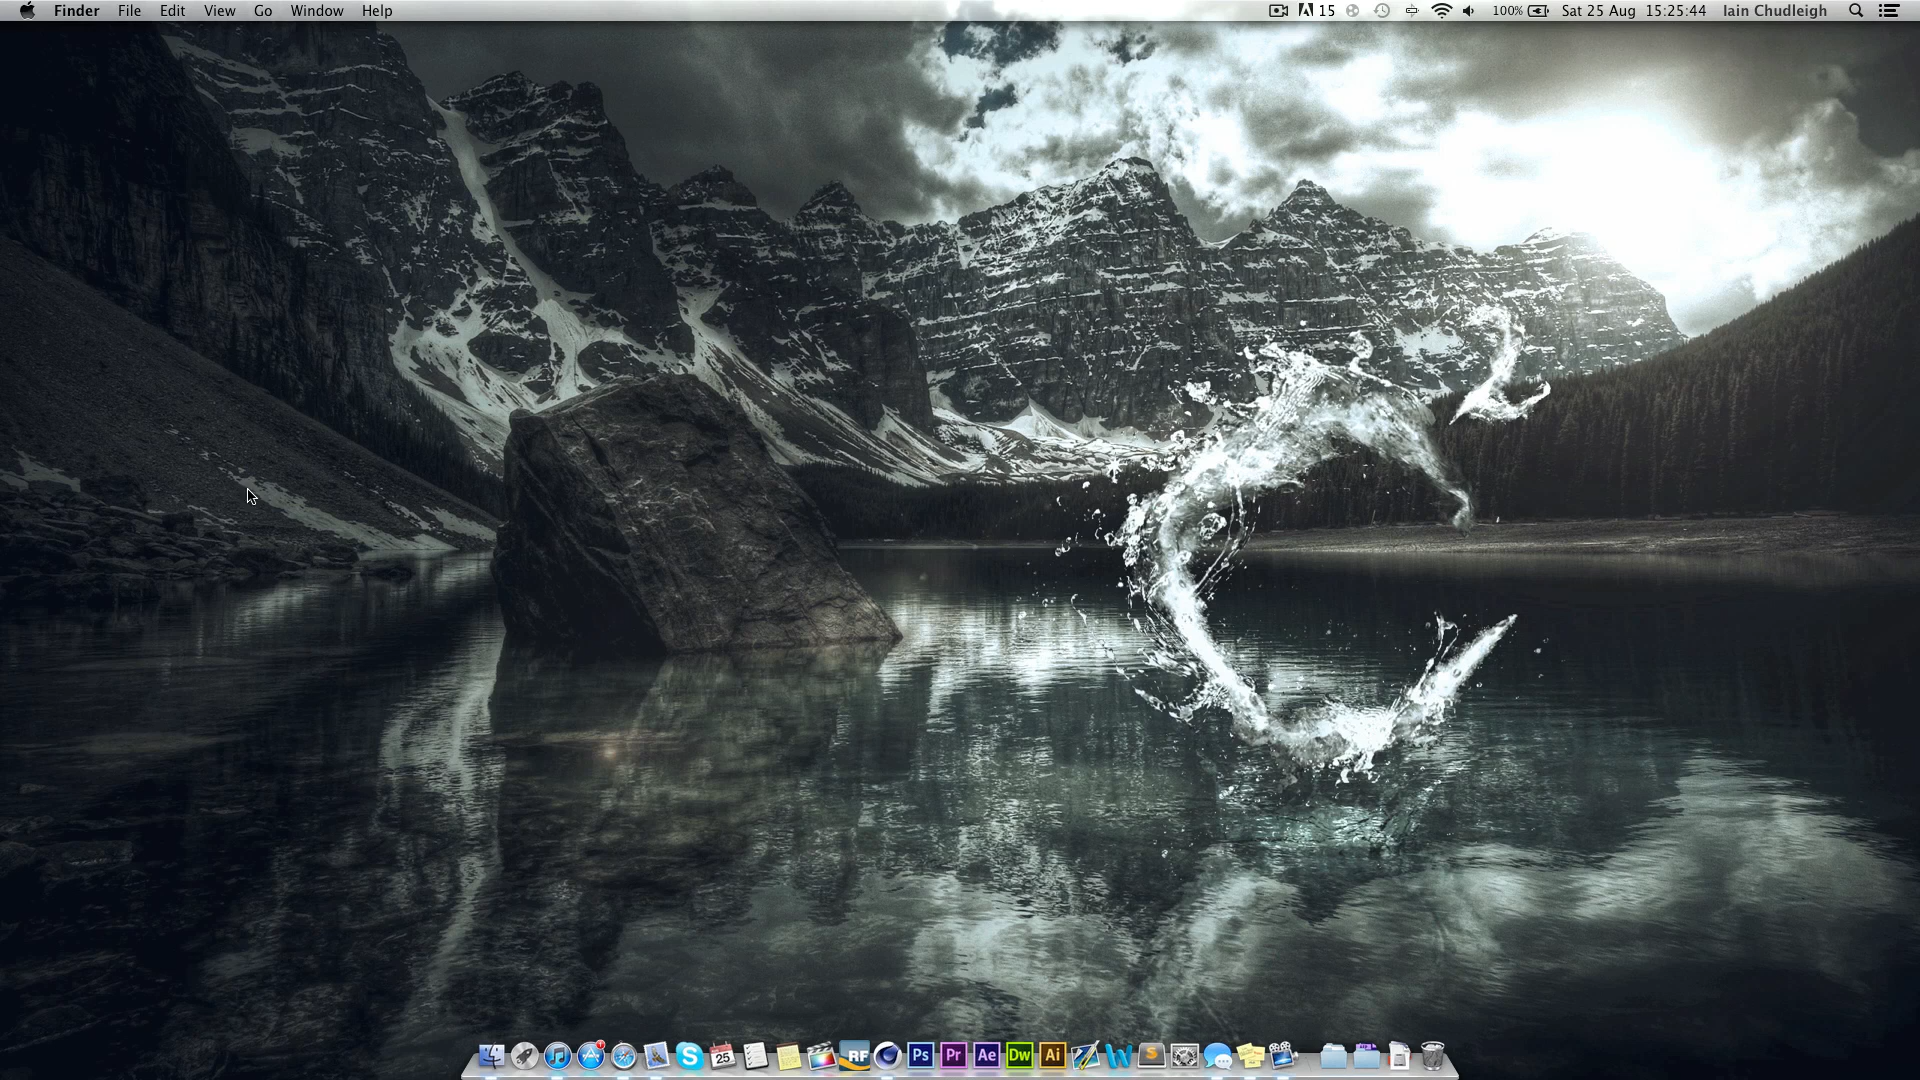 Finder File Edit View Go Window Help 15 100% Sat 25 Aug 15:25:44 Iain Chudleigh
25 RF Ps Pr Ae Dw Ai W S